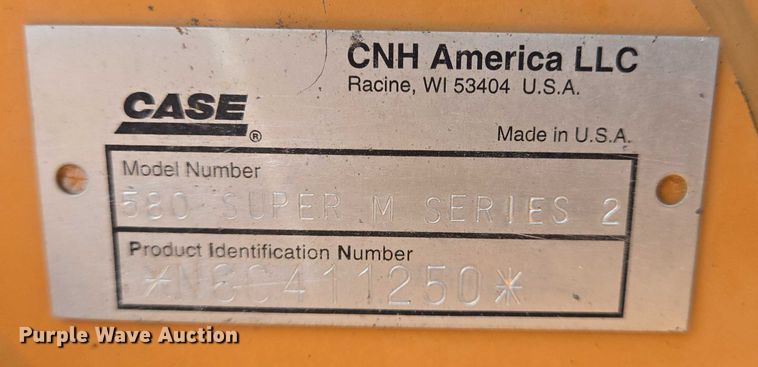 CNH America LLC
Racine, WI 53404 U.S.A.
CASE
®
Made in U.S.A.
Model Number
580 SUPER M SERIES 2
Product Identification Number
*N8C411250*
Purple Wave Auction